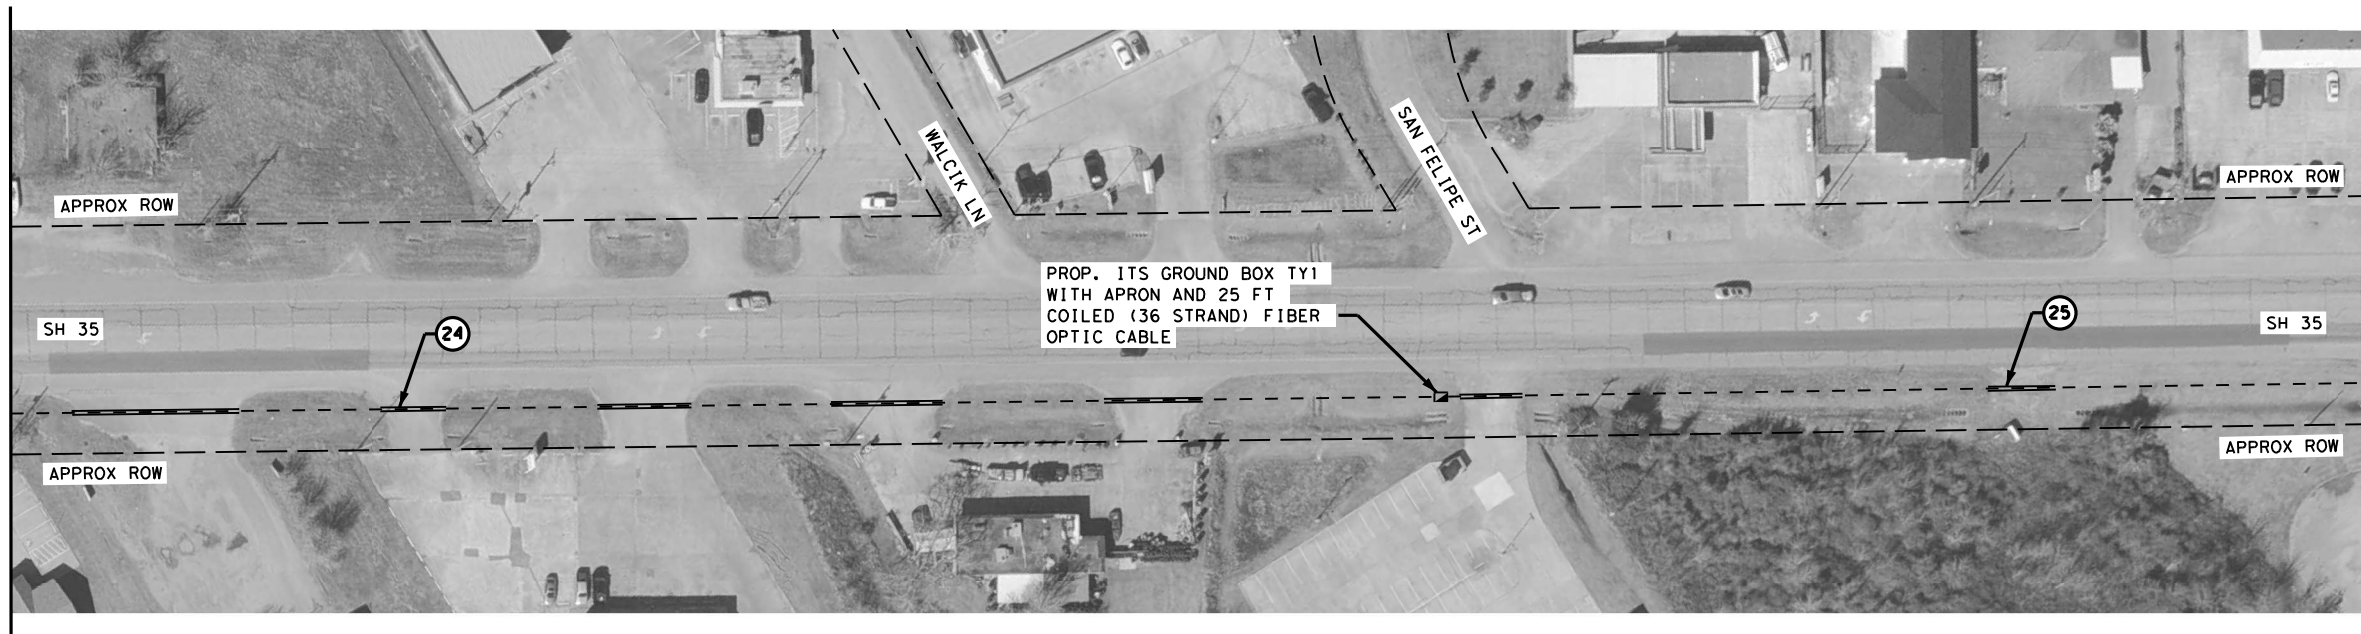 WALCIK LN
SAN FELIPE ST
APPROX ROW
APPROX ROW
PROP. ITS GROUND BOX TY1
WITH APRON AND 25 FT
COILED (36 STRAND) FIBER
OPTIC CABLE
SH 35
24
25
SH 35
APPROX ROW
APPROX ROW